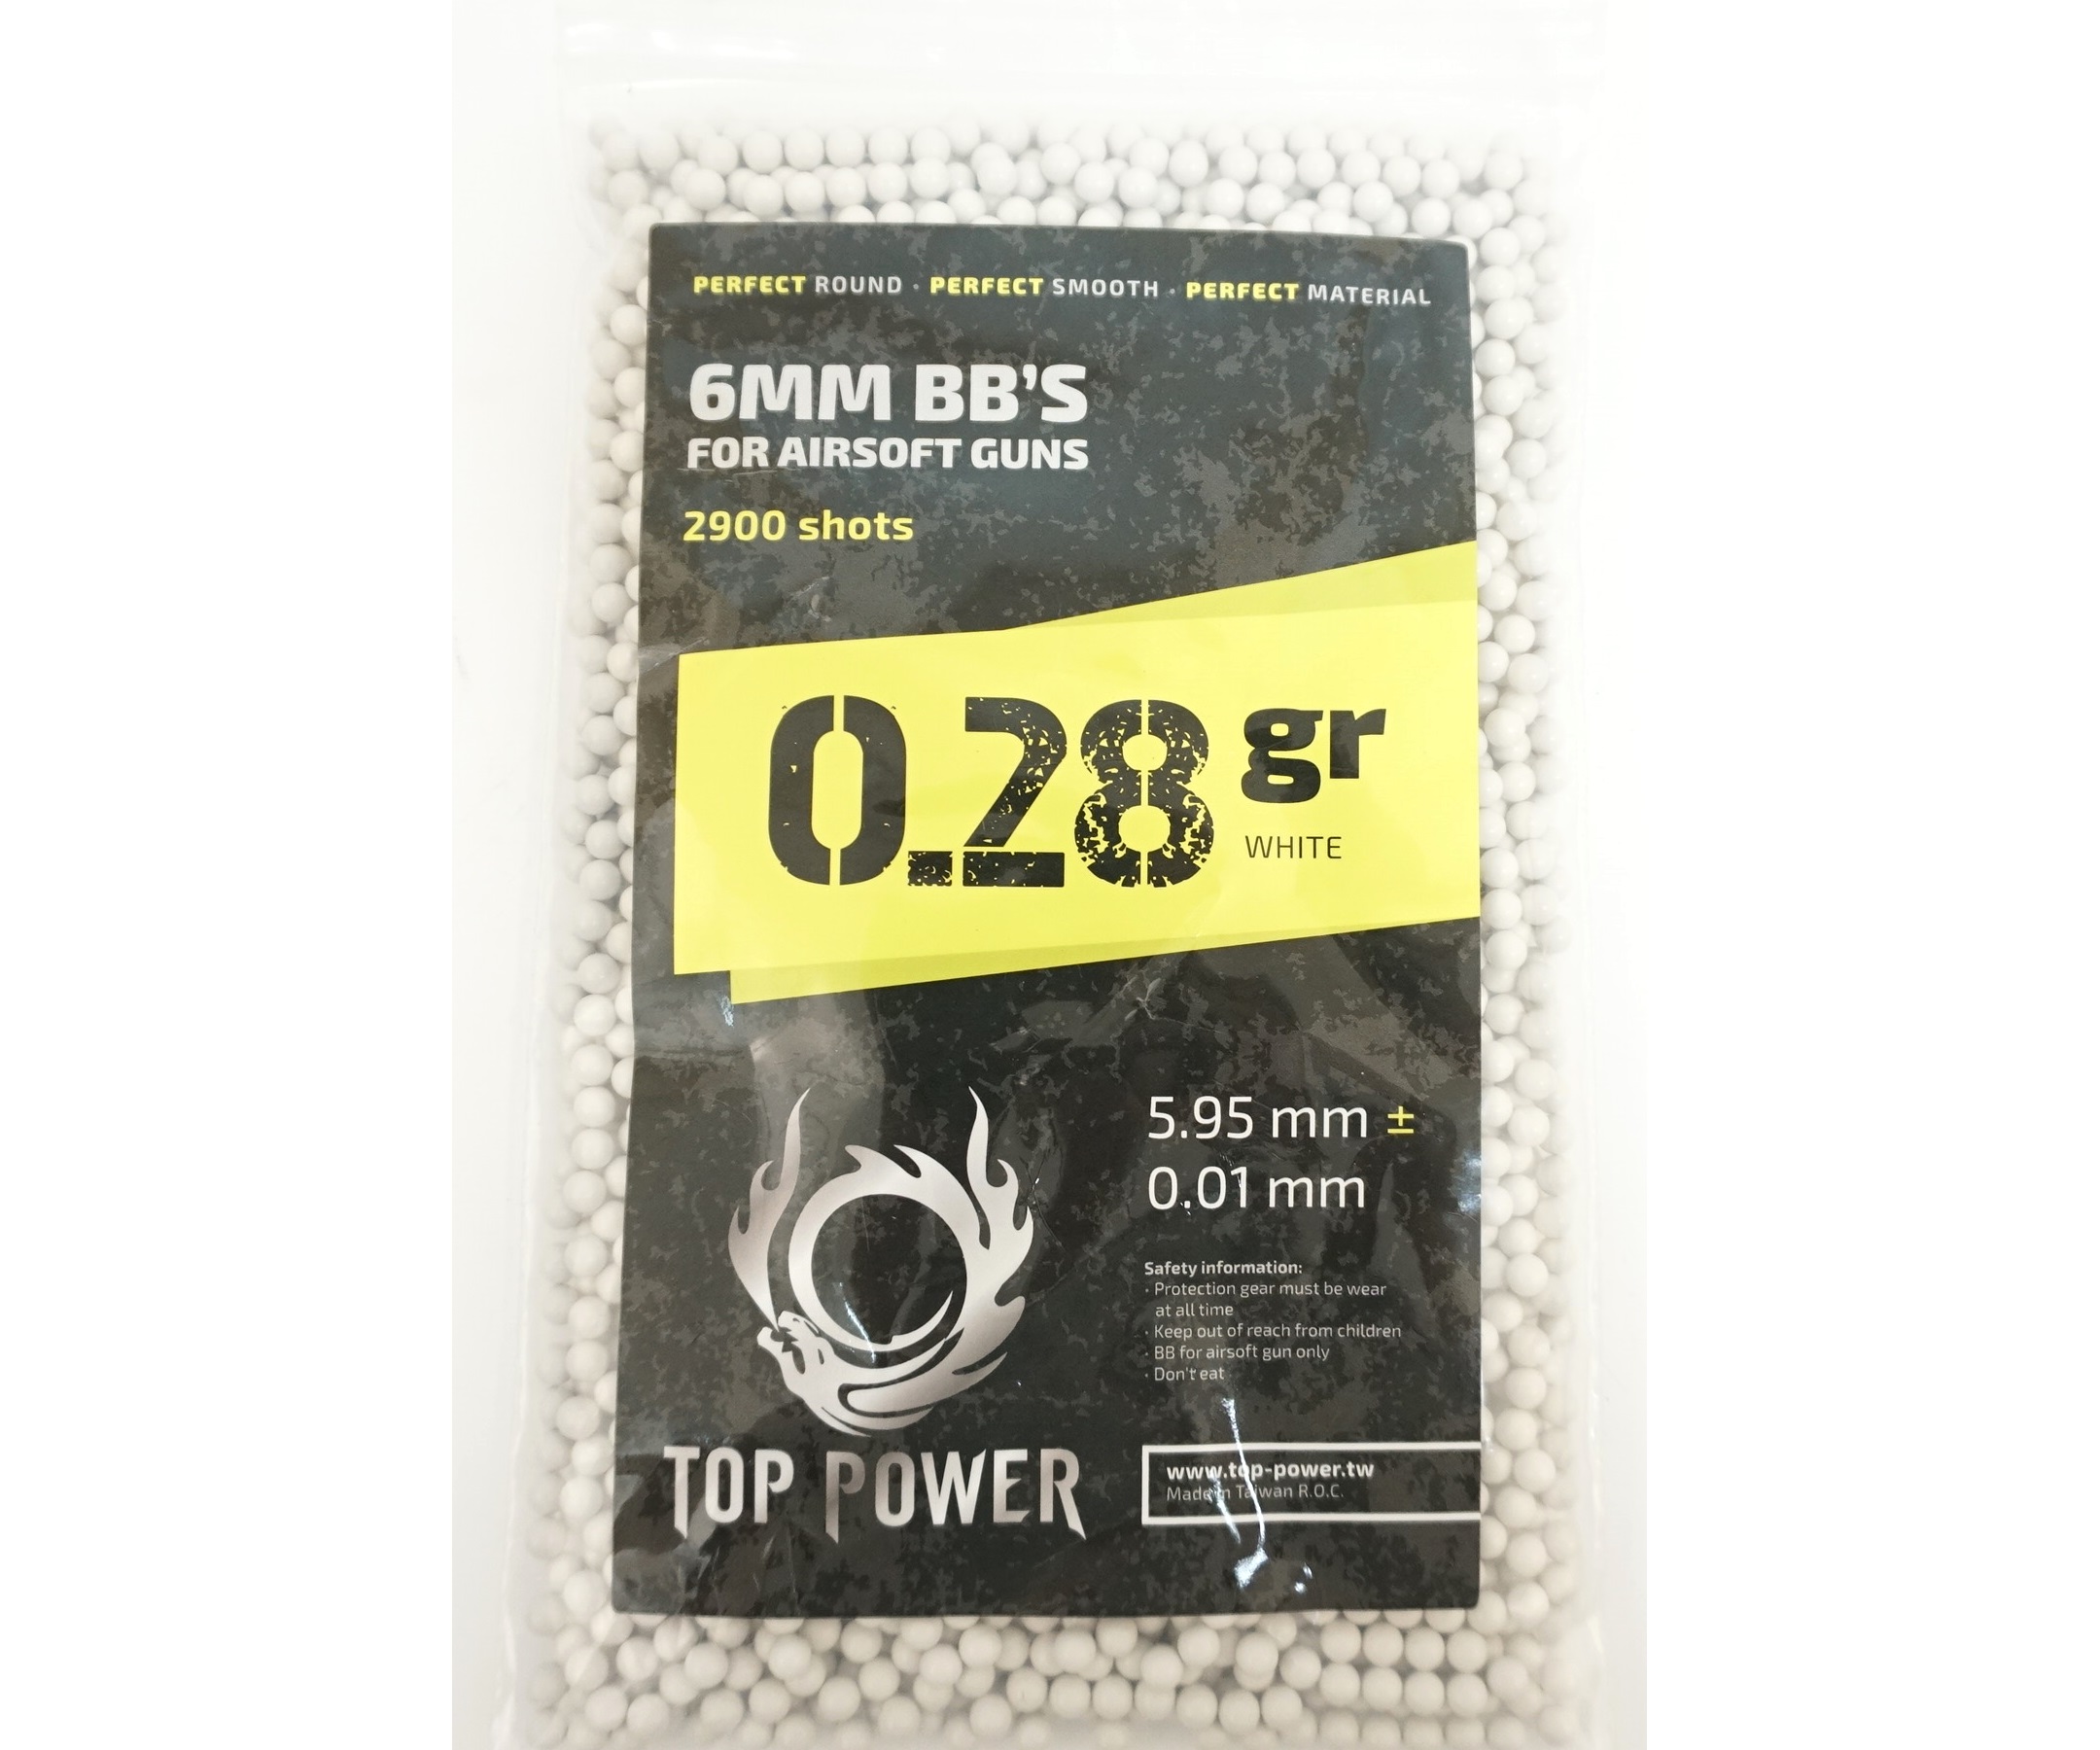 PERFECT ROUND · PERFECT SMOOTH · PERFECT MATERIAL
6MM BB'S
FOR AIRSOFT GUNS
2900 shots
0.28 gr
WHITE
5.95 mm ±
0.01 mm
Safety information:
· Protection gear must be wear
at all time
· Keep out of reach from children
· BB for airsoft gun only
· Don't eat
TOP POWER
www.top-power.tw
Made in Taiwan R.O.C.